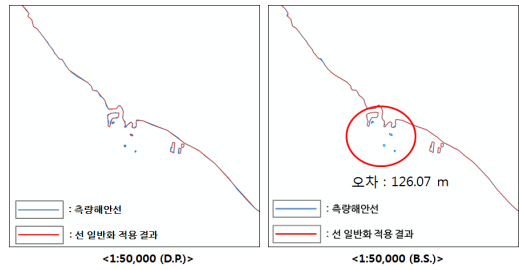 : 측량해안선
: 선 일반화 적용 결과
<1:50,000 (D.P.)>
오차 : 126.07 m
: 측량해안선
: 선 일반화 적용 결과
<1:50,000 (B.S.)>